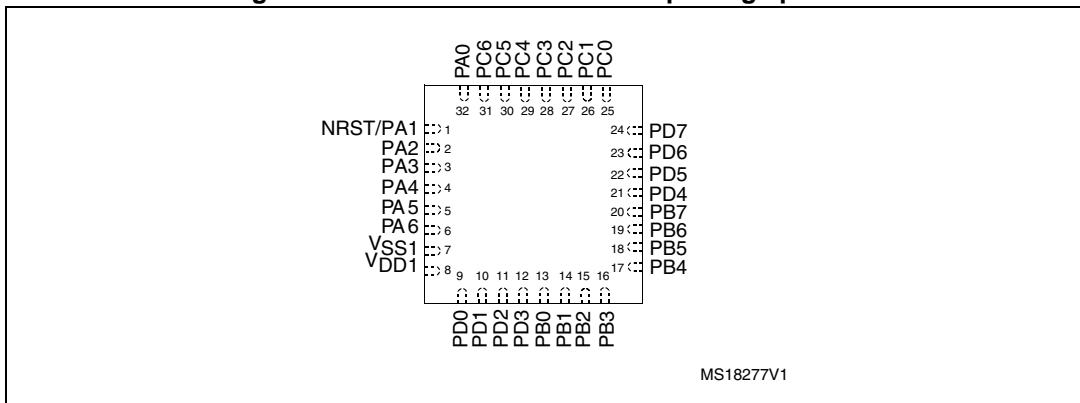 PA0 PC6 PC5 PC4 PC3 PC2 PC1 PC0
32 31 30 29 28 27 26 25
NRST/PA1 1 24 PD7
PA2 2 23 PD6
PA3 3 22 PD5
PA4 4 21 PD4
PA5 5 20 PB7
PA6 6 19 PB6
VSS1 7 18 PB5
VDD1 8 17 PB4
9 10 11 12 13 14 15 16
PD0 PD1 PD2 PD3 PB0 PB1 PB2 PB3
MS18277V1